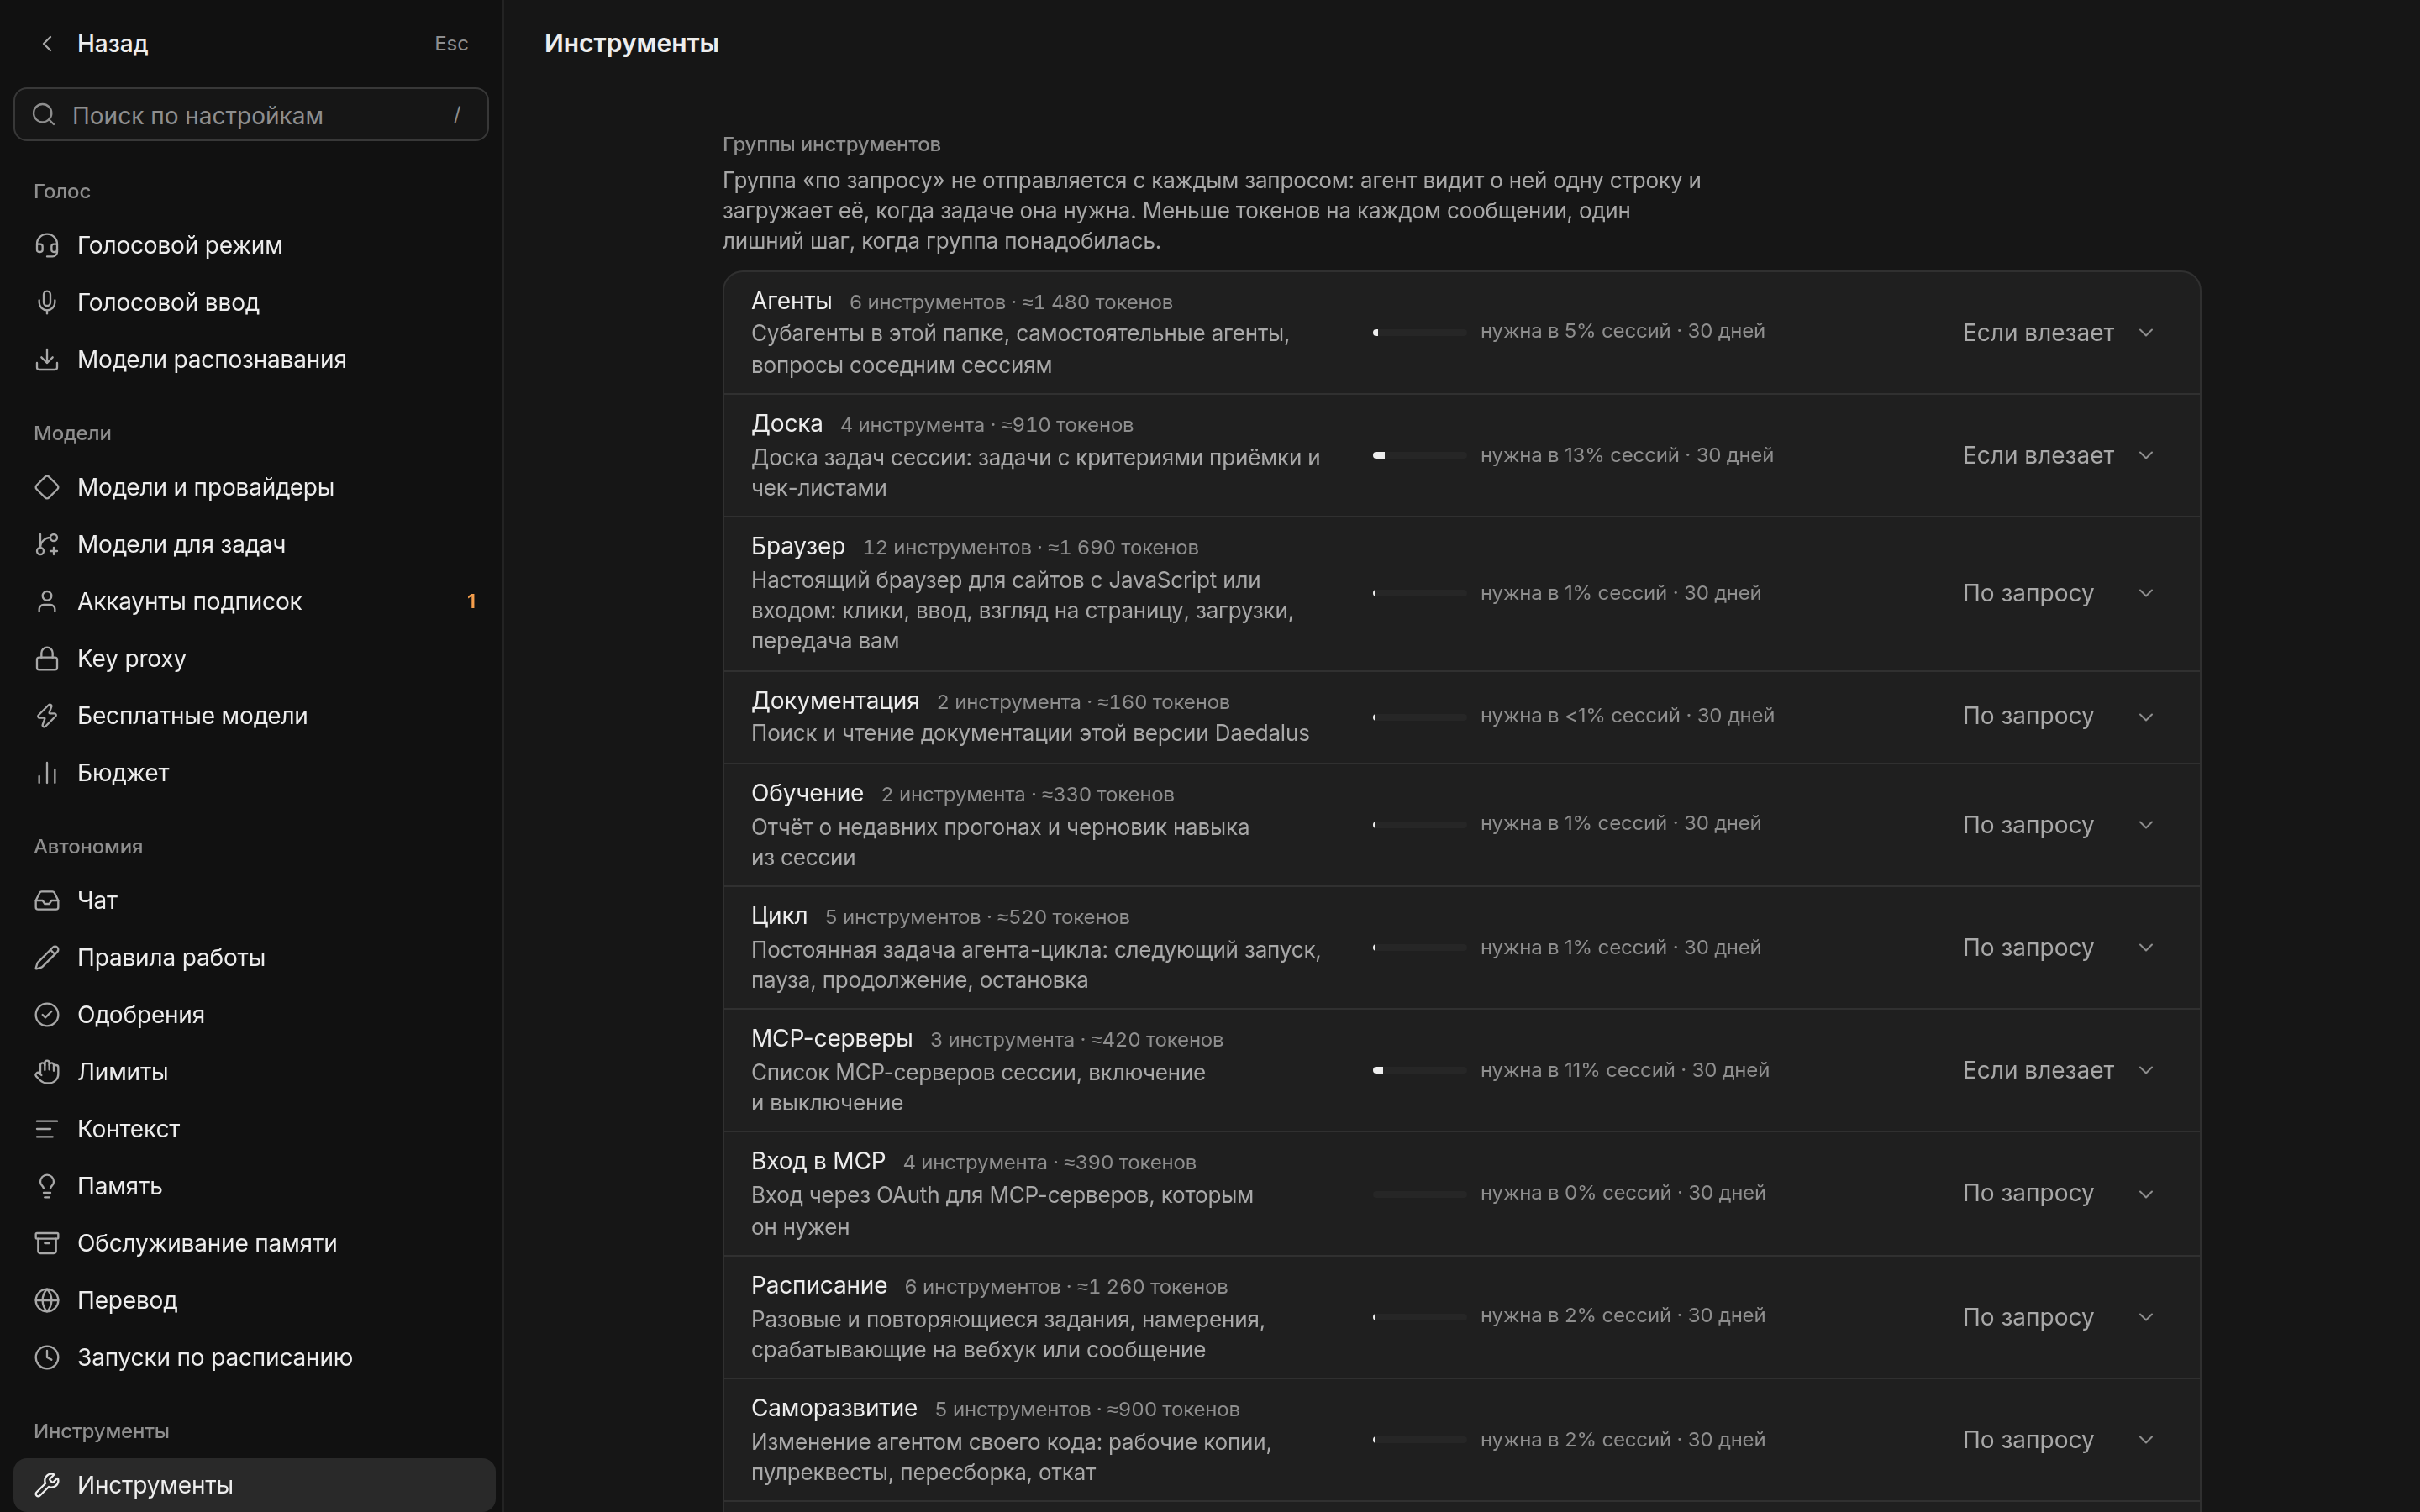 Назад
Esc
Поиск по настройкам
/
Голос
Голосовой режим
Голосовой ввод
Модели распознавания
Модели
Модели и провайдеры
Модели для задач
Аккаунты подписок
1
Key proxy
Бесплатные модели
Бюджет
Автономия
Чат
Правила работы
Одобрения
Лимиты
Контекст
Память
Обслуживание памяти
Перевод
Запуски по расписанию
Инструменты
Инструменты
Инструменты
Группы инструментов
Группа «по запросу» не отправляется с каждым запросом: агент видит о ней одну строку и
загружает её, когда задаче она нужна. Меньше токенов на каждом сообщении, один
лишний шаг, когда группа понадобилась.
Агенты 6 инструментов · ≈1 480 токенов
Субагенты в этой папке, самостоятельные агенты,
вопросы соседним сессиям
нужна в 5% сессий · 30 дней
Если влезает
Доска 4 инструмента · ≈910 токенов
Доска задач сессии: задачи с критериями приёмки и
чек-листами
нужна в 13% сессий · 30 дней
Если влезает
Браузер 12 инструментов · ≈1 690 токенов
Настоящий браузер для сайтов с JavaScript или
входом: клики, ввод, взгляд на страницу, загрузки,
передача вам
нужна в 1% сессий · 30 дней
По запросу
Документация 2 инструмента · ≈160 токенов
Поиск и чтение документации этой версии Daedalus
нужна в <1% сессий · 30 дней
По запросу
Обучение 2 инструмента · ≈330 токенов
Отчёт о недавних прогонах и черновик навыка
из сессии
нужна в 1% сессий · 30 дней
По запросу
Цикл 5 инструментов · ≈520 токенов
Постоянная задача агента-цикла: следующий запуск,
пауза, продолжение, остановка
нужна в 1% сессий · 30 дней
По запросу
MCP-серверы 3 инструмента · ≈420 токенов
Список MCP-серверов сессии, включение
и выключение
нужна в 11% сессий · 30 дней
Если влезает
Вход в MCP 4 инструмента · ≈390 токенов
Вход через OAuth для MCP-серверов, которым
он нужен
нужна в 0% сессий · 30 дней
По запросу
Расписание 6 инструментов · ≈1 260 токенов
Разовые и повторяющиеся задания, намерения,
срабатывающие на вебхук или сообщение
нужна в 2% сессий · 30 дней
По запросу
Саморазвитие 5 инструментов · ≈900 токенов
Изменение агентом своего кода: рабочие копии,
пулреквесты, пересборка, откат
нужна в 2% сессий · 30 дней
По запросу